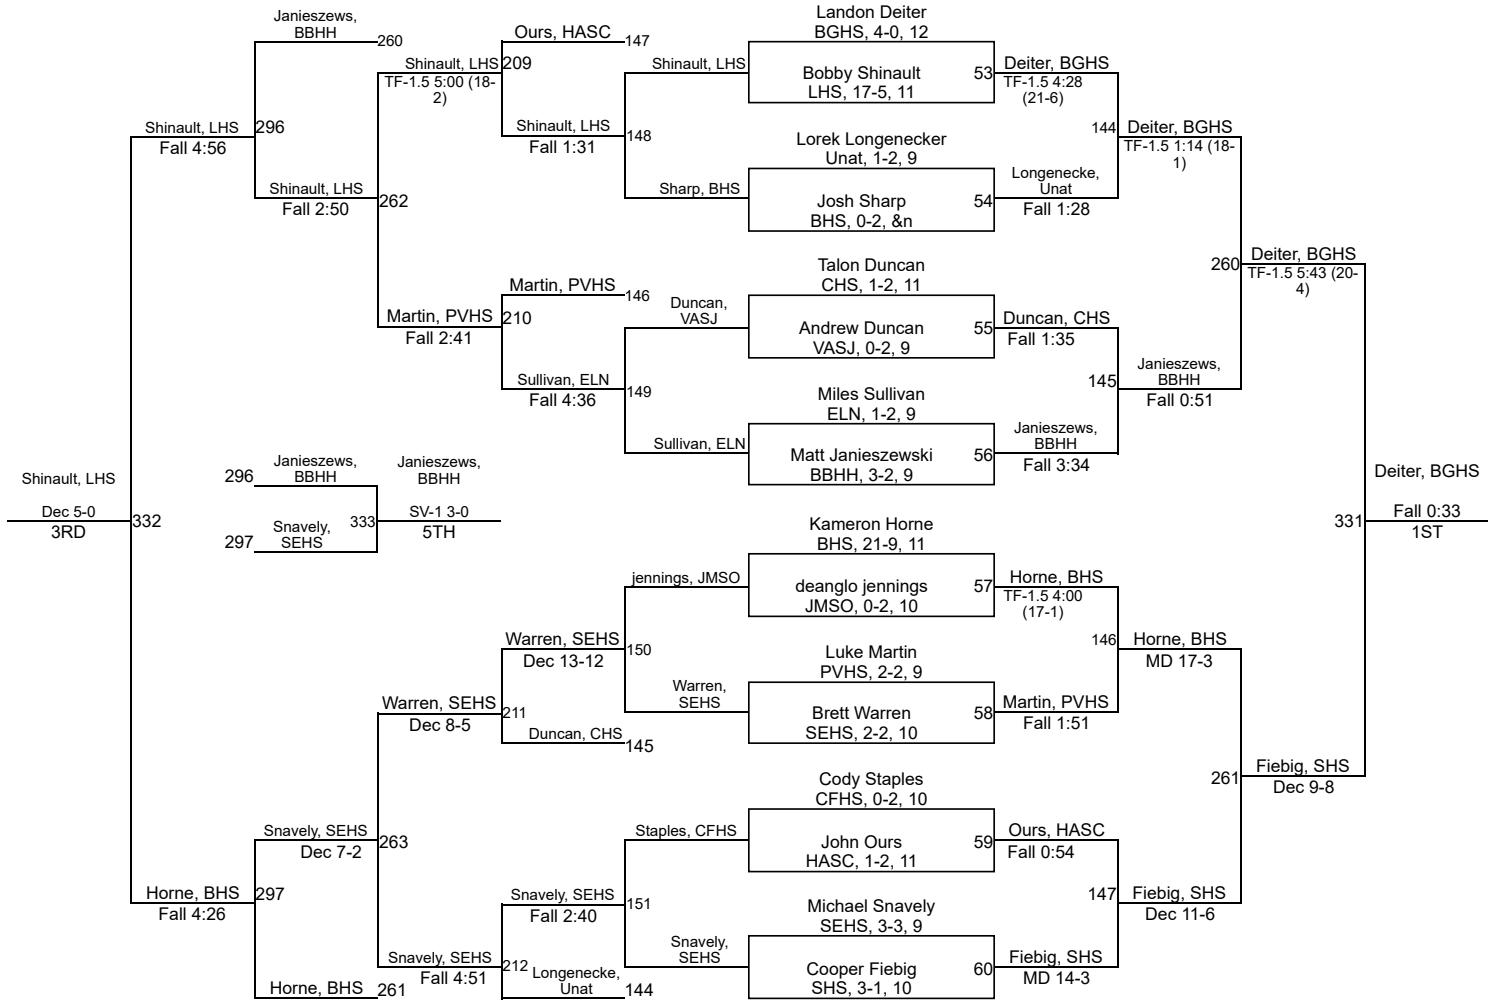 Janieszews,
BBHH
260
Shinault, LHS
Fall 4:56
296
Shinault, LHS
Fall 2:50
262
Shinault, LHS
TF-1.5 5:00 (18-
2)
209
Ours, HASC
147
Shinault, LHS
Fall 1:31
148
Shinault, LHS
Sharp, BHS
Martin, PVHS
Fall 2:41
210
Martin, PVHS
146
Sullivan, ELN
Fall 4:36
149
Duncan,
VASJ
Sullivan, ELN
Shinault, LHS
Dec 5-0
3RD
332
296
Janieszews,
BBHH
297
Snavely,
SEHS
333
Janieszews,
BBHH
SV-1 3-0
5TH
Horne, BHS
Fall 4:26
297
Snavely, SEHS
Dec 7-2
263
Horne, BHS
261
Warren, SEHS
Dec 8-5
211
Warren, SEHS
Dec 13-12
150
jennings, JMSO
Warren,
SEHS
Duncan, CHS
145
Snavely, SEHS
Fall 4:51
212
Snavely, SEHS
Fall 2:40
151
Staples, CFHS
Snavely,
SEHS
Longenecke,
Unat
144
Landon Deiter
BGHS, 4-0, 12
Bobby Shinault
LHS, 17-5, 11
53
Lorek Longenecker
Unat, 1-2, 9
Josh Sharp
BHS, 0-2, &n
54
Talon Duncan
CHS, 1-2, 11
Andrew Duncan
VASJ, 0-2, 9
55
Miles Sullivan
ELN, 1-2, 9
Matt Janieszewski
BBHH, 3-2, 9
56
Kameron Horne
BHS, 21-9, 11
deanglo jennings
JMSO, 0-2, 10
57
Luke Martin
PVHS, 2-2, 9
Brett Warren
SEHS, 2-2, 10
58
Cody Staples
CFHS, 0-2, 10
John Ours
HASC, 1-2, 11
59
Michael Snavely
SEHS, 3-3, 9
Cooper Fiebig
SHS, 3-1, 10
60
Deiter, BGHS
TF-1.5 4:28
(21-6)
Longenecke,
Unat
Fall 1:28
144
Deiter, BGHS
TF-1.5 1:14 (18-
1)
Duncan, CHS
Fall 1:35
Janieszews,
BBHH
Fall 3:34
145
Janieszews,
BBHH
Fall 0:51
260
Deiter, BGHS
TF-1.5 5:43 (20-
4)
Horne, BHS
TF-1.5 4:00
(17-1)
Martin, PVHS
Fall 1:51
146
Horne, BHS
MD 17-3
Ours, HASC
Fall 0:54
Fiebig, SHS
MD 14-3
147
Fiebig, SHS
Dec 11-6
261
Fiebig, SHS
Dec 9-8
331
Deiter, BGHS
Fall 0:33
1ST